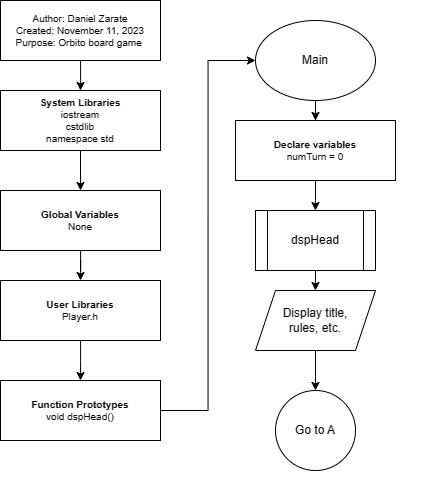 Author: Daniel Zarate
Created: November 11, 2023
Purpose: Orbito board game
System Libraries
iostream
cstdlib
namespace std
Global Variables
None
User Libraries
Player.h
Function Prototypes
void dspHead()
Main
Declare variables
numTurn = 0
dspHead
Display title,
rules, etc.
Go to A